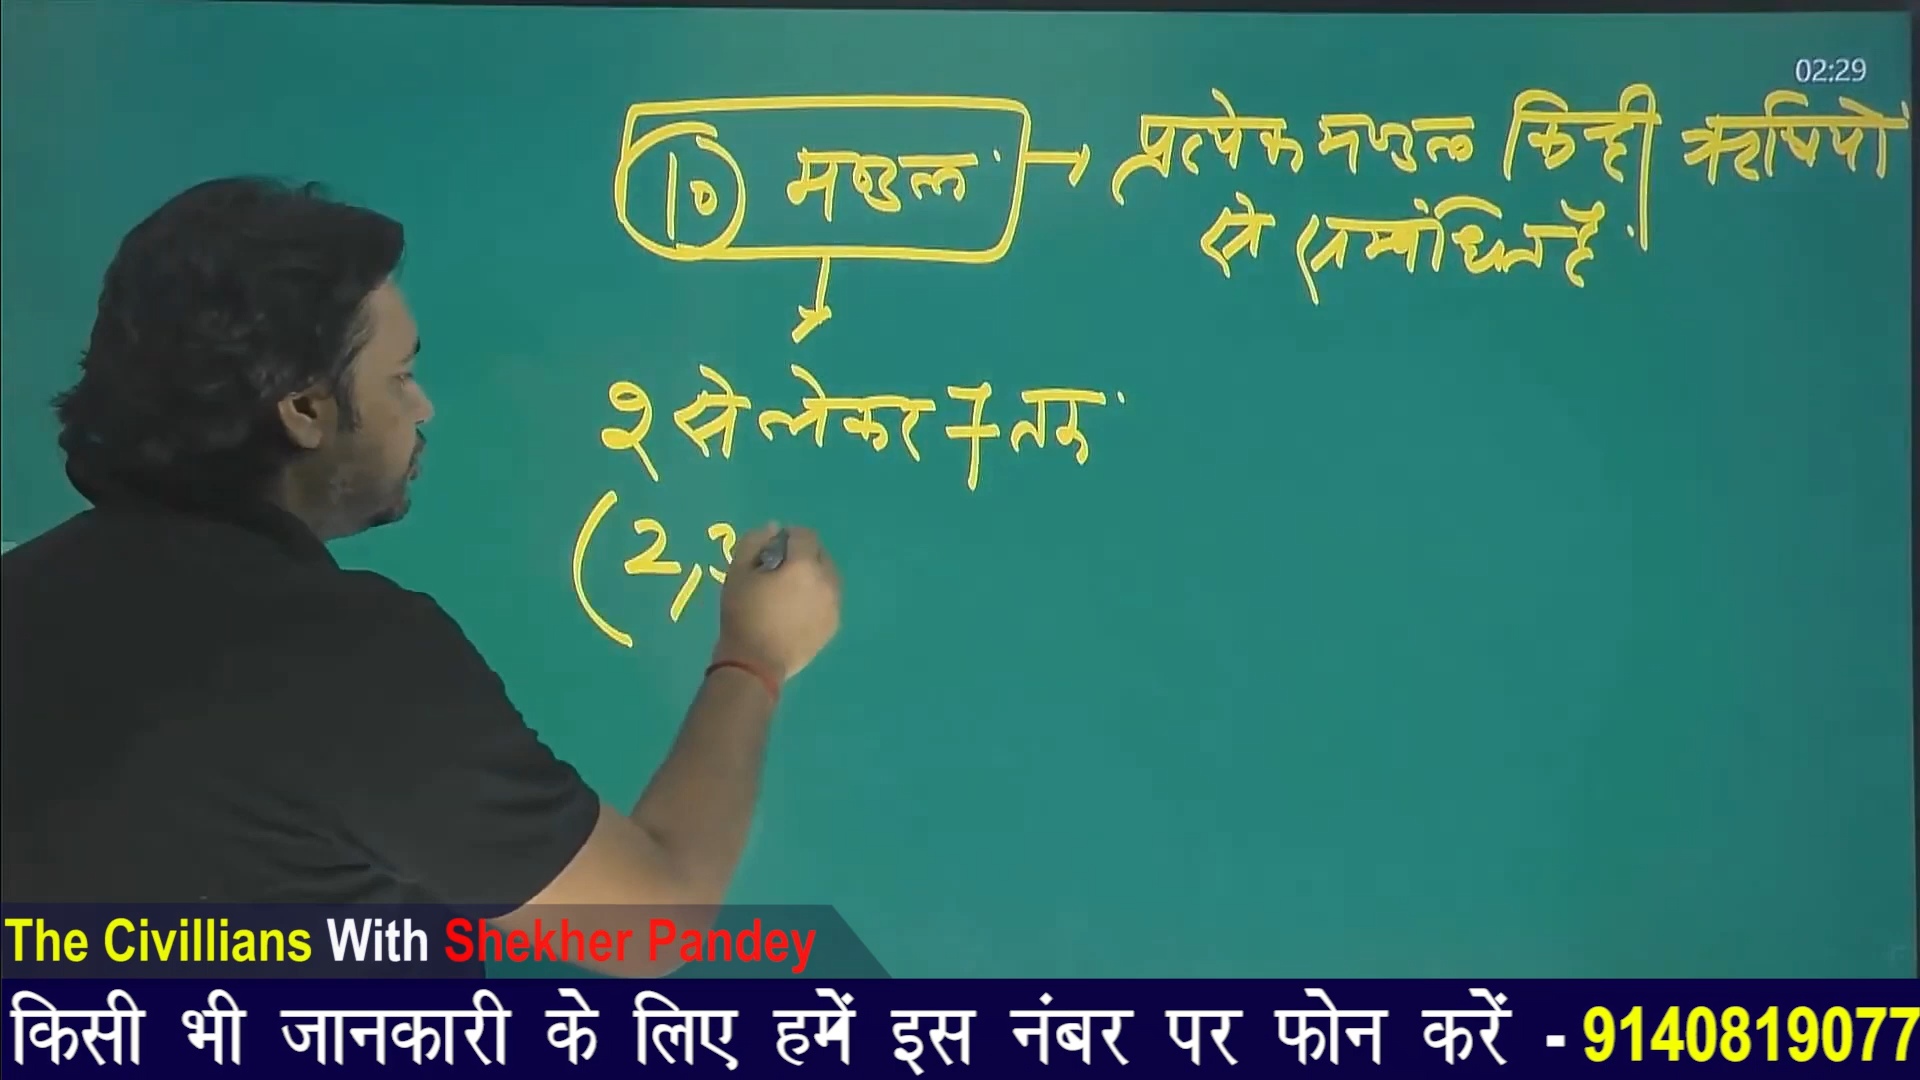 02:29
10 मण्डल → प्रत्येक मण्डल किन्ही ऋषियों
से सम्बंधित है.
२ से लेकर 7 तक
(2,3
The Civillians With Shekher Pandey
किसी भी जानकारी के लिए हमें इस नंबर पर फोन करें - 9140819077